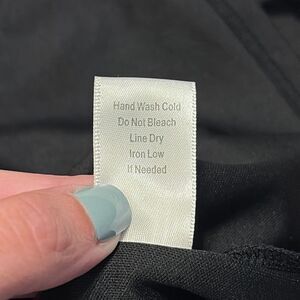 Hand Wash Cold
Do Not Bleach
Line Dry
Iron Low
If Needed